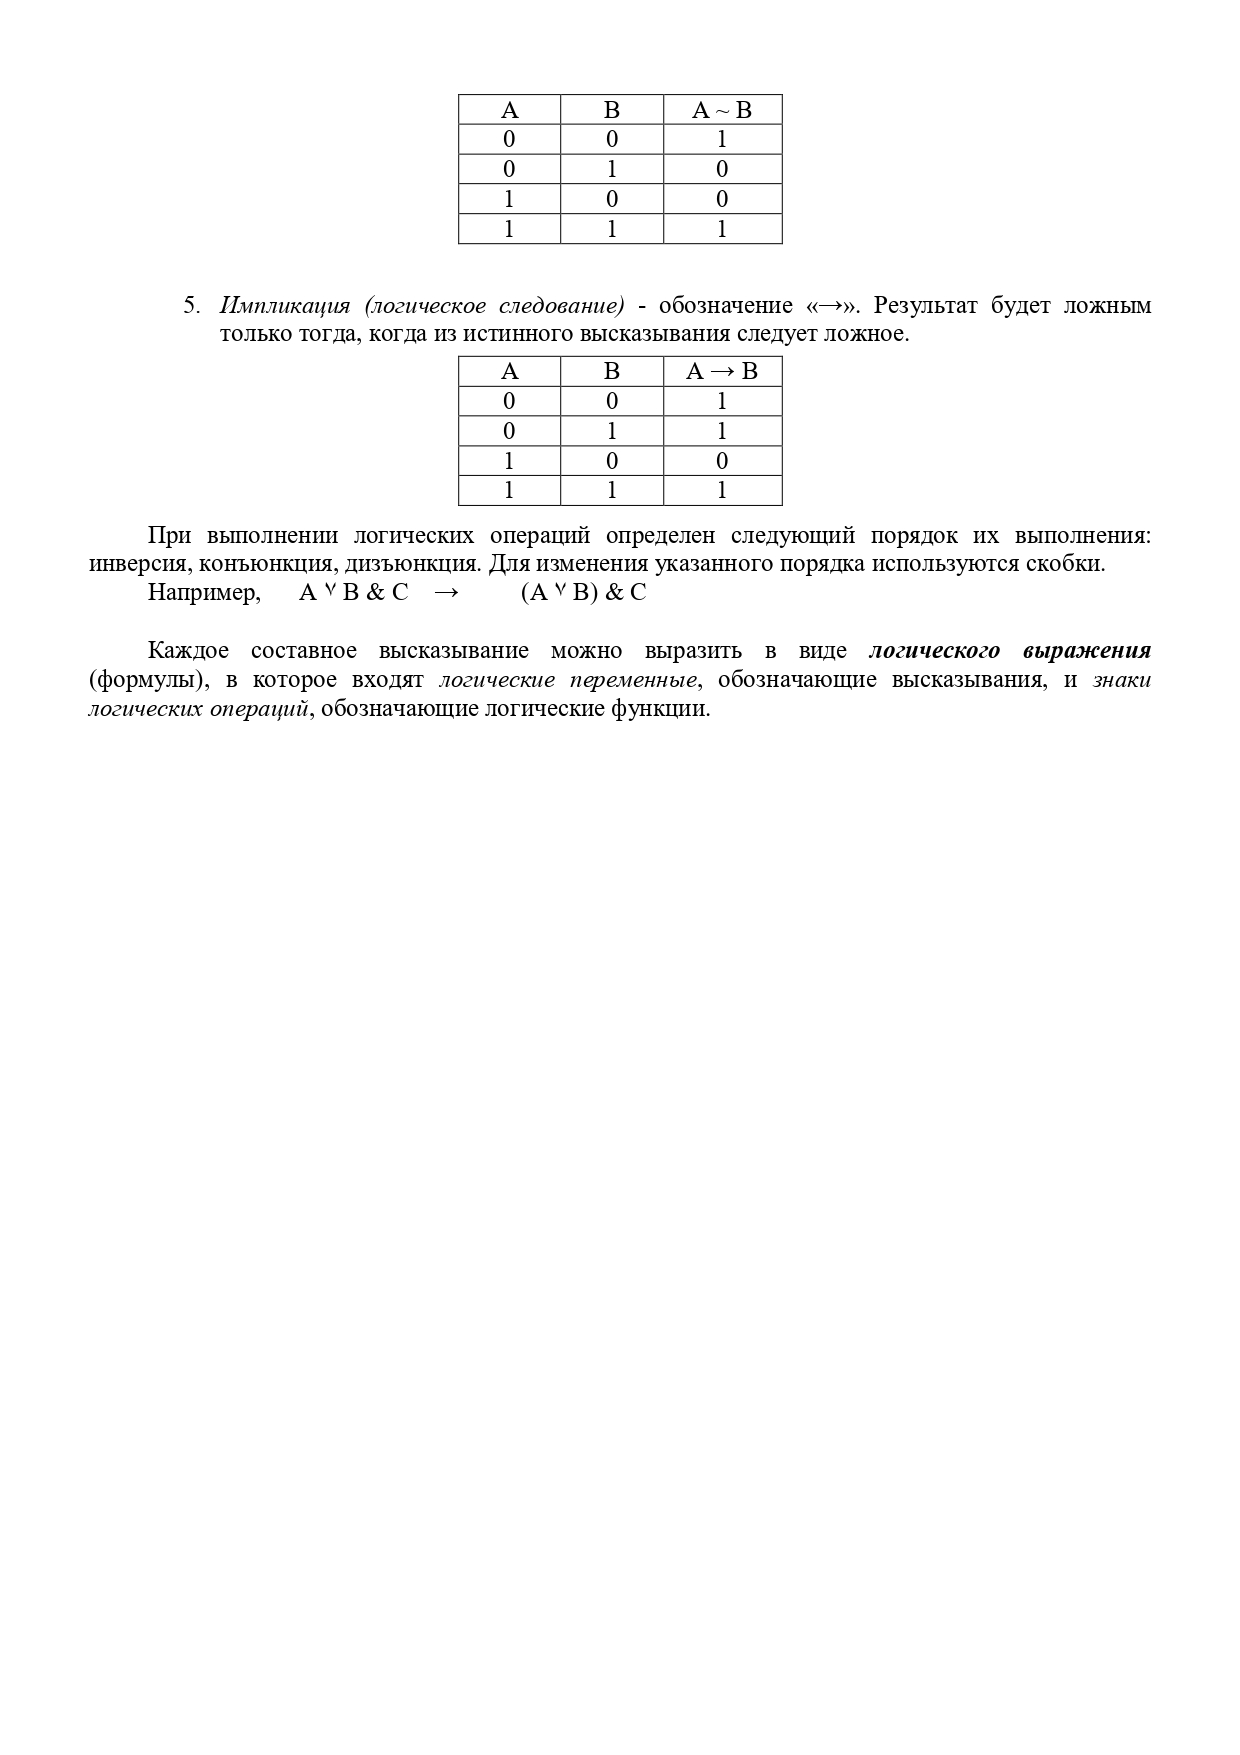 A B A ~ B
0 0 1
0 1 0
1 0 0
1 1 1
5. Импликация (логическое следование) - обозначение «→». Результат будет ложным
только тогда, когда из истинного высказывания следует ложное.
A B A → B
0 0 1
0 1 1
1 0 0
1 1 1
При выполнении логических операций определен следующий порядок их выполнения:
инверсия, конъюнкция, дизъюнкция. Для изменения указанного порядка используются скобки.
Например, A ٧ B & C → (A ٧ B) & C
Каждое составное высказывание можно выразить в виде логического выражения
(формулы), в которое входят логические переменные, обозначающие высказывания, и знаки
логических операций, обозначающие логические функции.